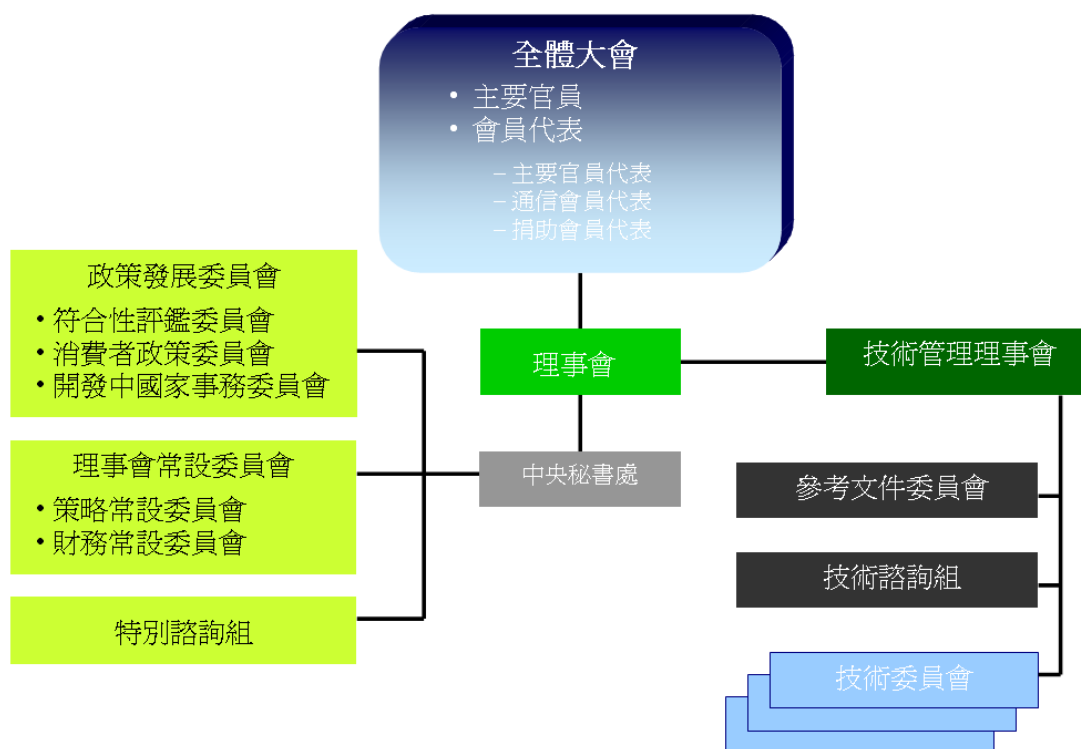 全體大會
• 主要官員
• 會員代表
– 主要官員代表
– 通信會員代表
– 捐助會員代表
政策發展委員會
• 符合性評鑑委員會
• 消費者政策委員會
• 開發中國家事務委員會
理事會
技術管理理事會
理事會常設委員會
• 策略常設委員會
• 財務常設委員會
中央秘書處
參考文件委員會
技術諮詢組
特別諮詢組
技術委員會